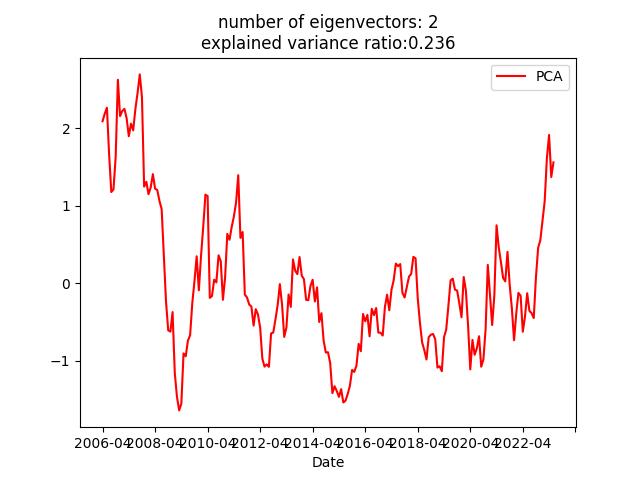 number of eigenvectors: 2
explained variance ratio:0.236
PCA
2
1
0
−1
2006-04 2008-04 2010-04 2012-04 2014-04 2016-04 2018-04 2020-04 2022-04
Date